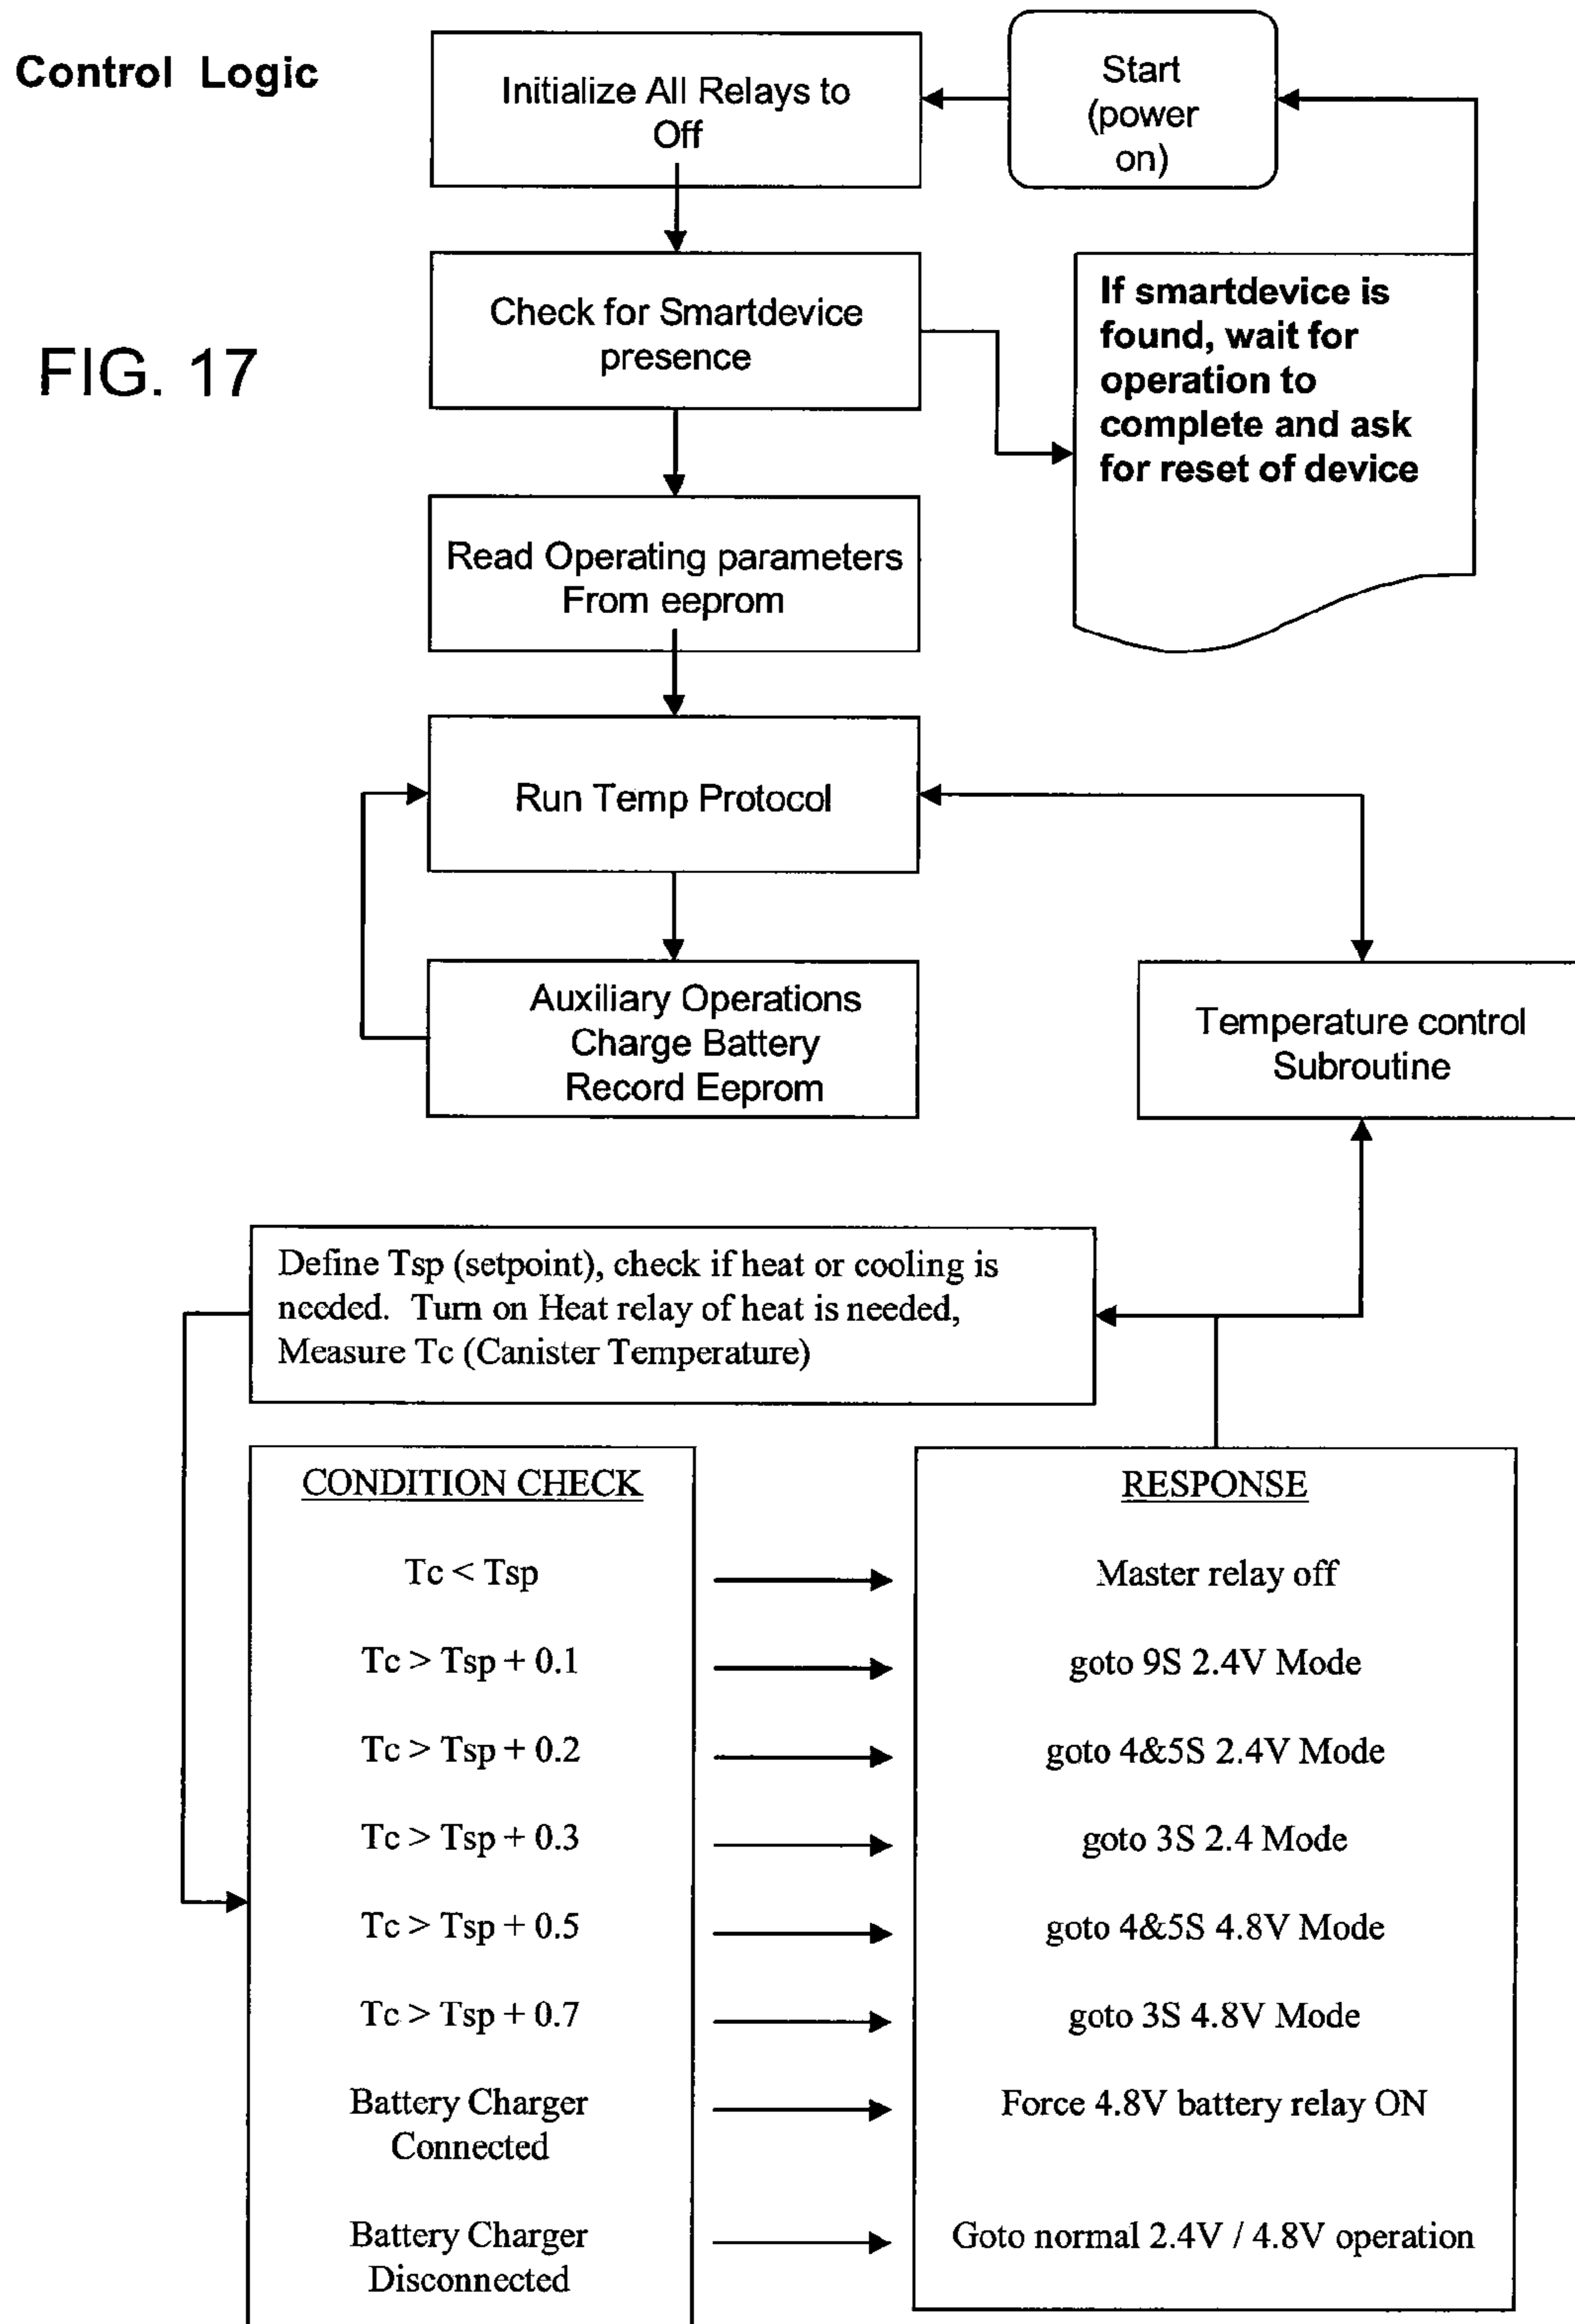 Control Logic
Initialize All Relays to
Off
Start
(power
on)
FIG. 17
Check for Smartdevice
presence
If smartdevice is
found, wait for
operation to
complete and ask
for reset of device
Read Operating parameters
From eeprom
Run Temp Protocol
Auxiliary Operations
Charge Battery
Record Eeprom
Temperature control
Subroutine
Define Tsp (setpoint), check if heat or cooling is
needed. Turn on Heat relay of heat is needed,
Measure Tc (Canister Temperature)
CONDITION CHECK
RESPONSE
Tc < Tsp
Master relay off
Tc > Tsp + 0.1
goto 9S 2.4V Mode
Tc > Tsp + 0.2
goto 4&5S 2.4V Mode
Tc > Tsp + 0.3
goto 3S 2.4 Mode
Tc > Tsp + 0.5
goto 4&5S 4.8V Mode
Tc > Tsp + 0.7
goto 3S 4.8V Mode
Battery Charger
Connected
Force 4.8V battery relay ON
Battery Charger
Disconnected
Goto normal 2.4V / 4.8V operation